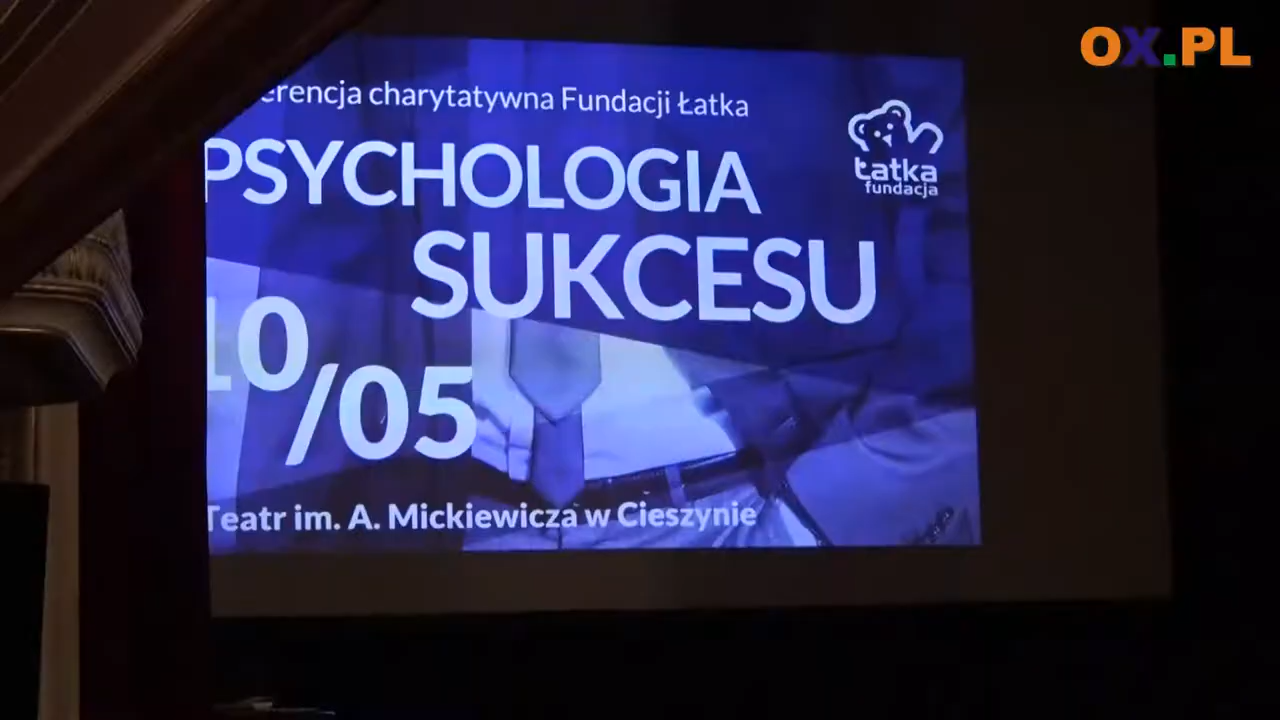 OX.PL
erencja charytatywna Fundacji Łatka
PSYCHOLOGIA
SUKCESU
Łatka
fundacja
10
/05
Teatr im. A. Mickiewicza w Cieszynie